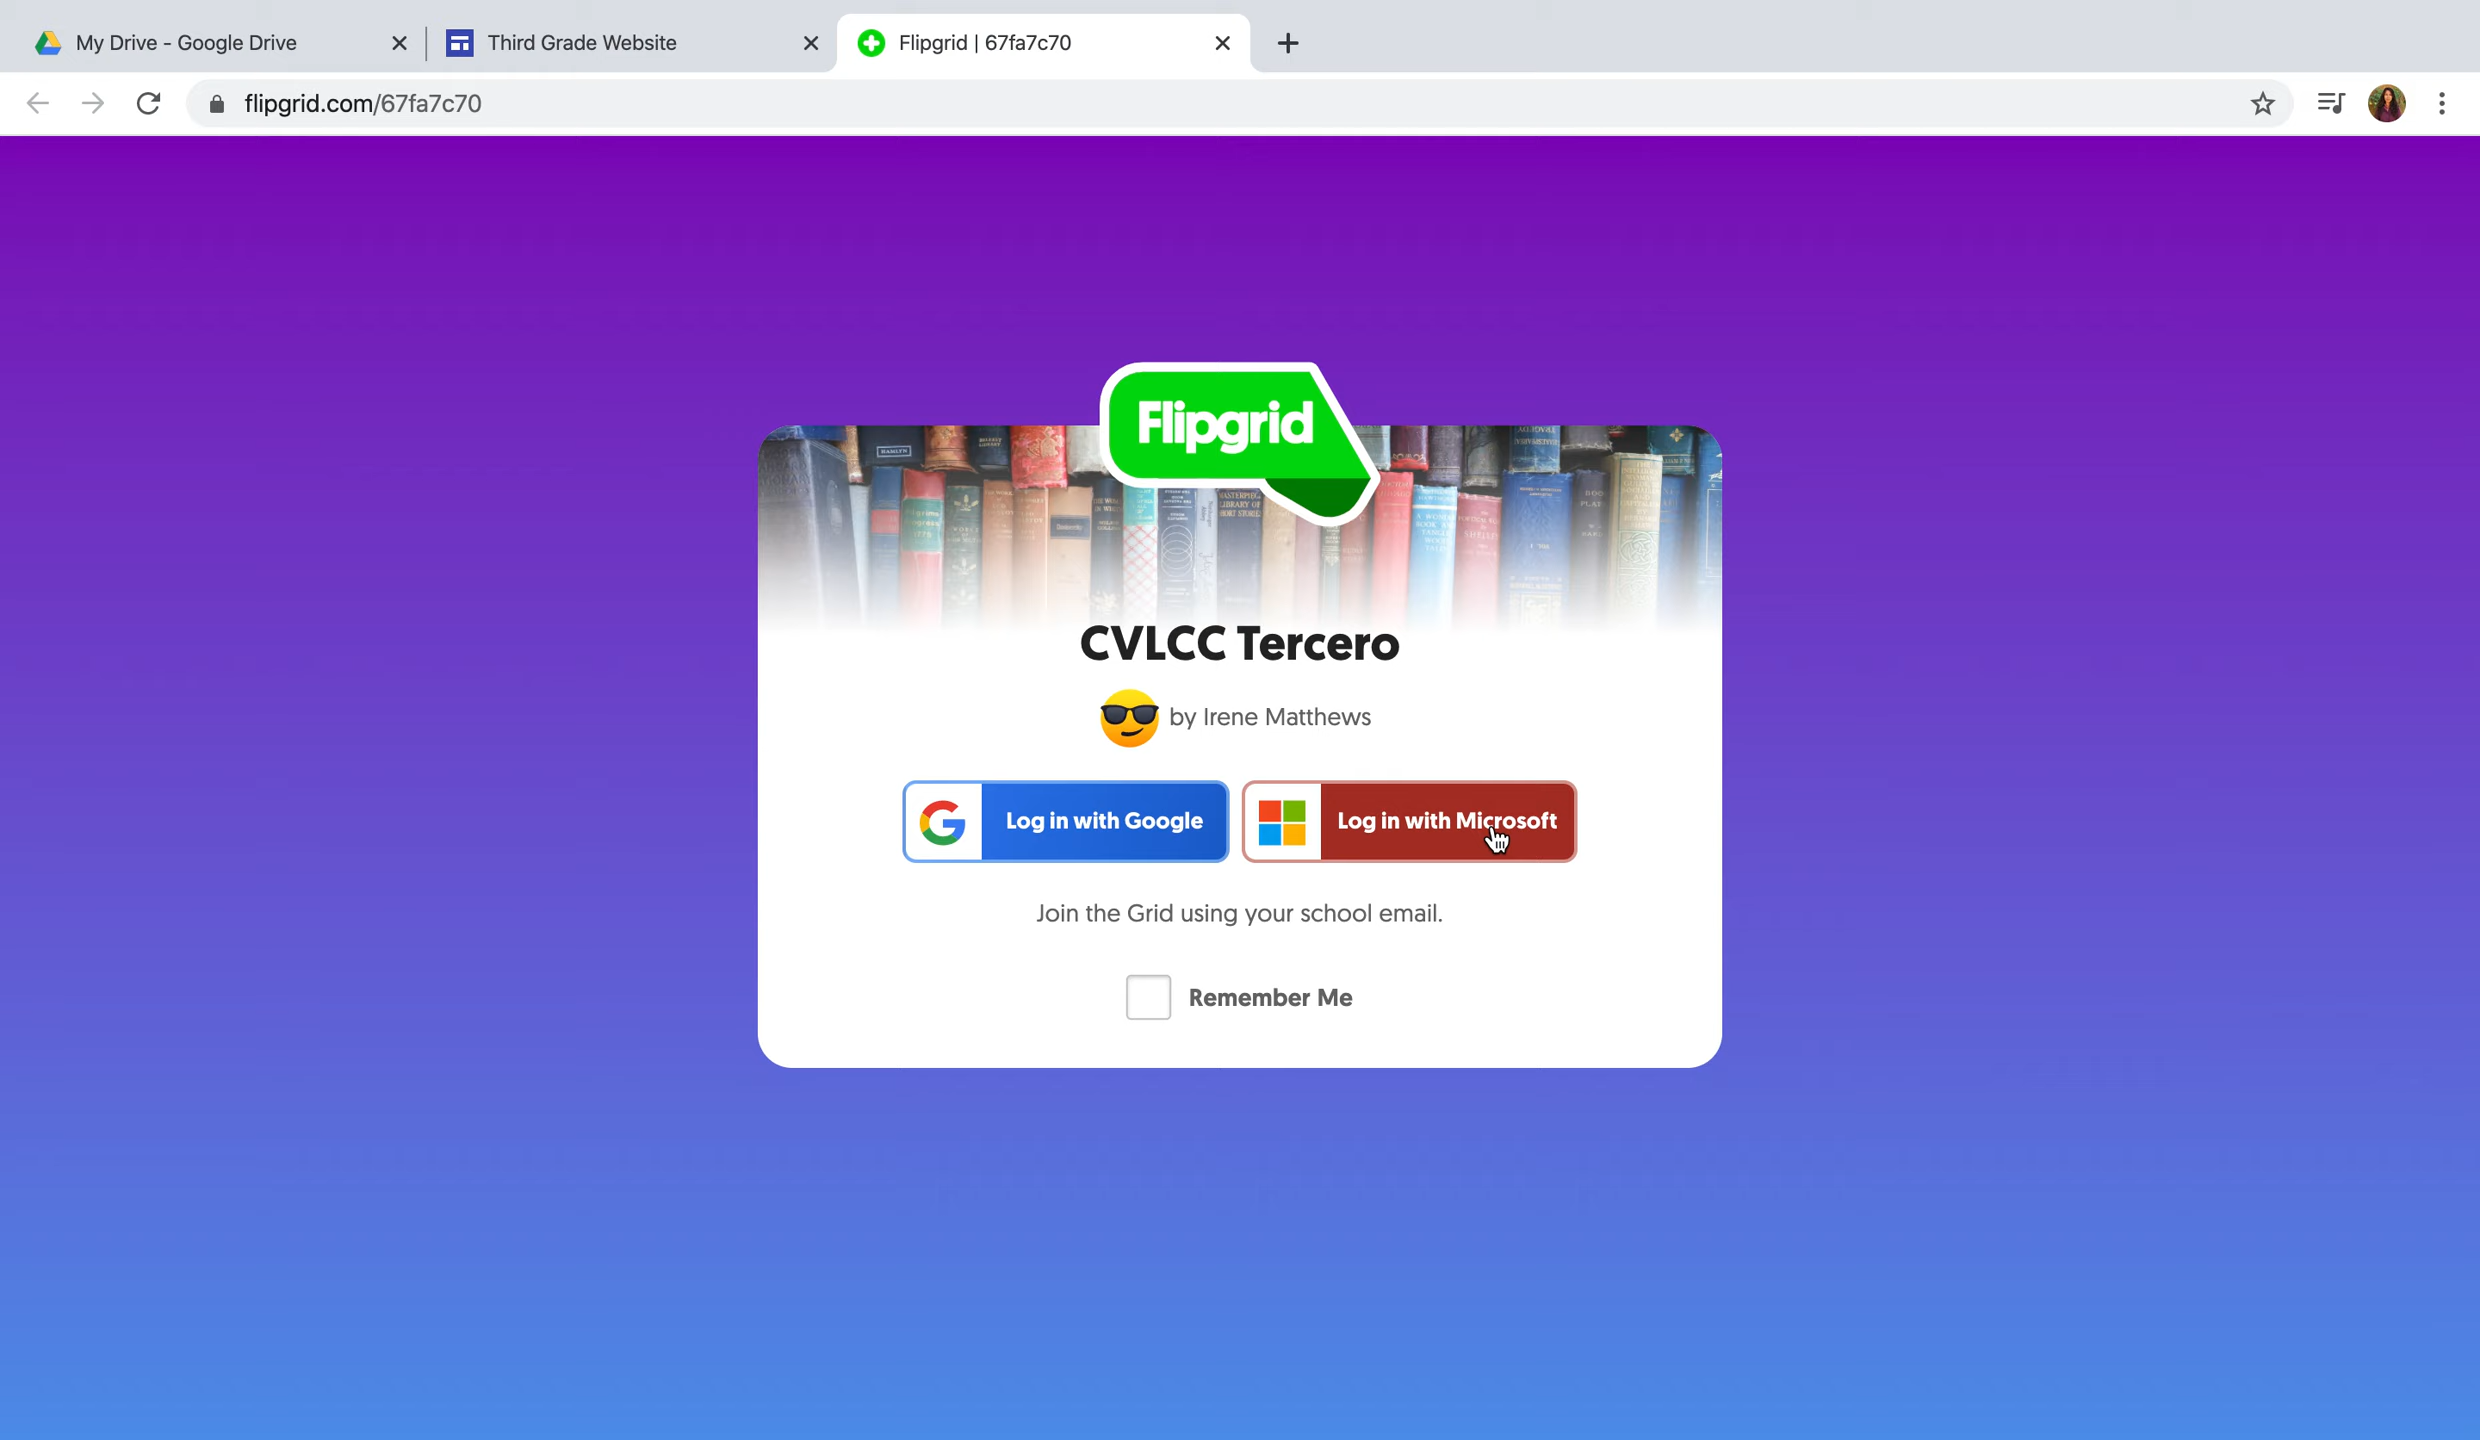 My Drive - Google Drive
Third Grade Website
Flipgrid | 67fa7c70
flipgrid.com/67fa7c70
Flipgrid
HAMLYN
CVLCC Tercero
by Irene Matthews
Log in with Google
Log in with Microsoft
Join the Grid using your school email.
Remember Me